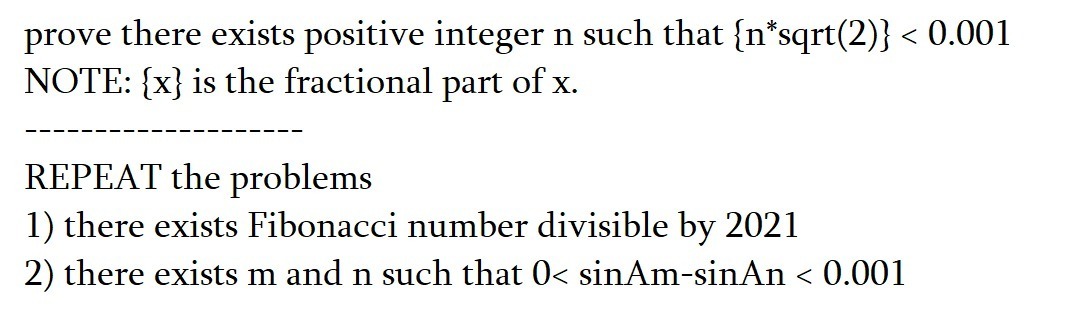 prove there exists positive integer n such that {n*sqrt(2)} < 0.001
NOTE: {x} is the fractional part of x.
--------------------
REPEAT the problems
1) there exists Fibonacci number divisible by 2021
2) there exists m and n such that 0< sinAm-sinAn < 0.001